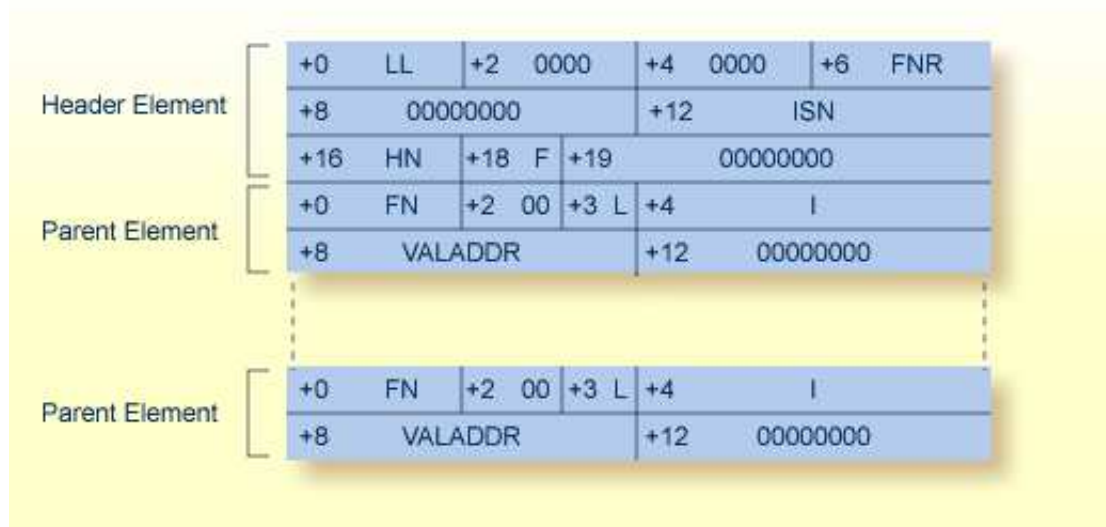 +0 LL +2 0000 +4 0000 +6 FNR
Header Element +8 00000000 +12 ISN
+16 HN +18 F +19 00000000
+0 FN +2 00 +3 L +4 I
Parent Element
+8 VALADDR +12 00000000
+0 FN +2 00 +3 L +4 I
Parent Element
+8 VALADDR +12 00000000